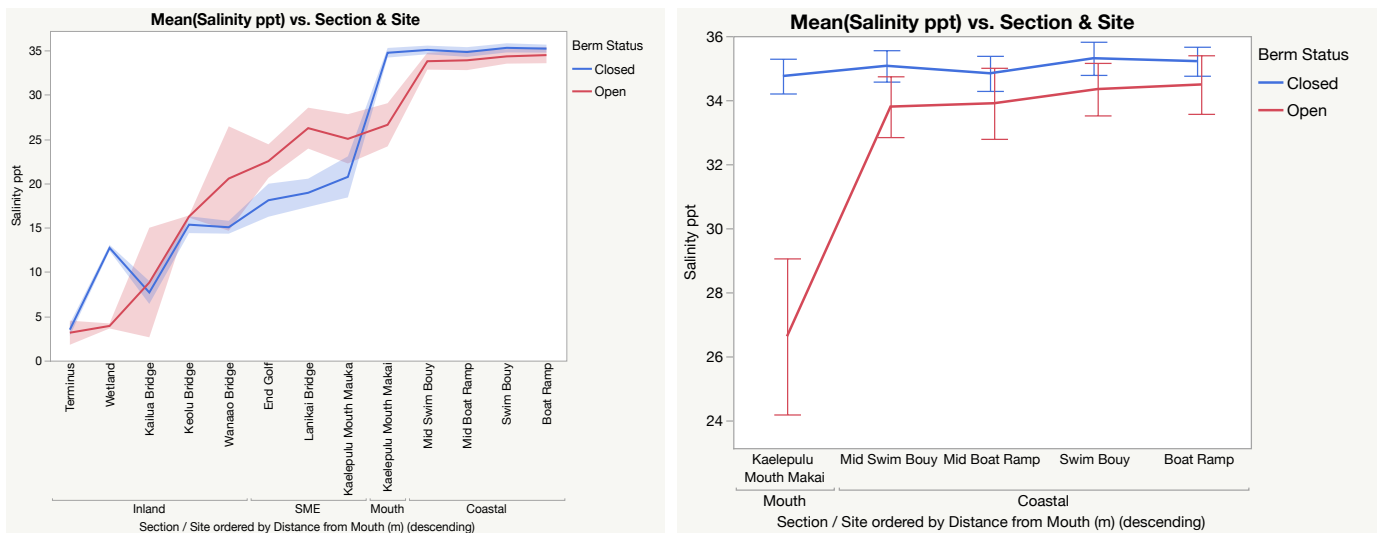 Mean(Salinity ppt) vs. Section & Site
Salinity ppt
35
30
25
20
15
10
5
0
Terminus
Wetland
Kailua Bridge
Keolu Bridge
Wanaao Bridge
End Golf
Lanikai Bridge
Kaelepulu Mouth Mauka
Kaelepulu Mouth Makai
Mid Swim Bouy
Mid Boat Ramp
Swim Bouy
Boat Ramp
Inland
SME
Mouth
Coastal
Section / Site ordered by Distance from Mouth (m) (descending)
Berm Status
Closed
Open
Mean(Salinity ppt) vs. Section & Site
Salinity ppt
36
34
32
30
28
26
24
Kaelepulu
Mouth Makai
Mid Swim Bouy
Mid Boat Ramp
Swim Bouy
Boat Ramp
Mouth
Coastal
Section / Site ordered by Distance from Mouth (m) (descending)
Berm Status
Closed
Open